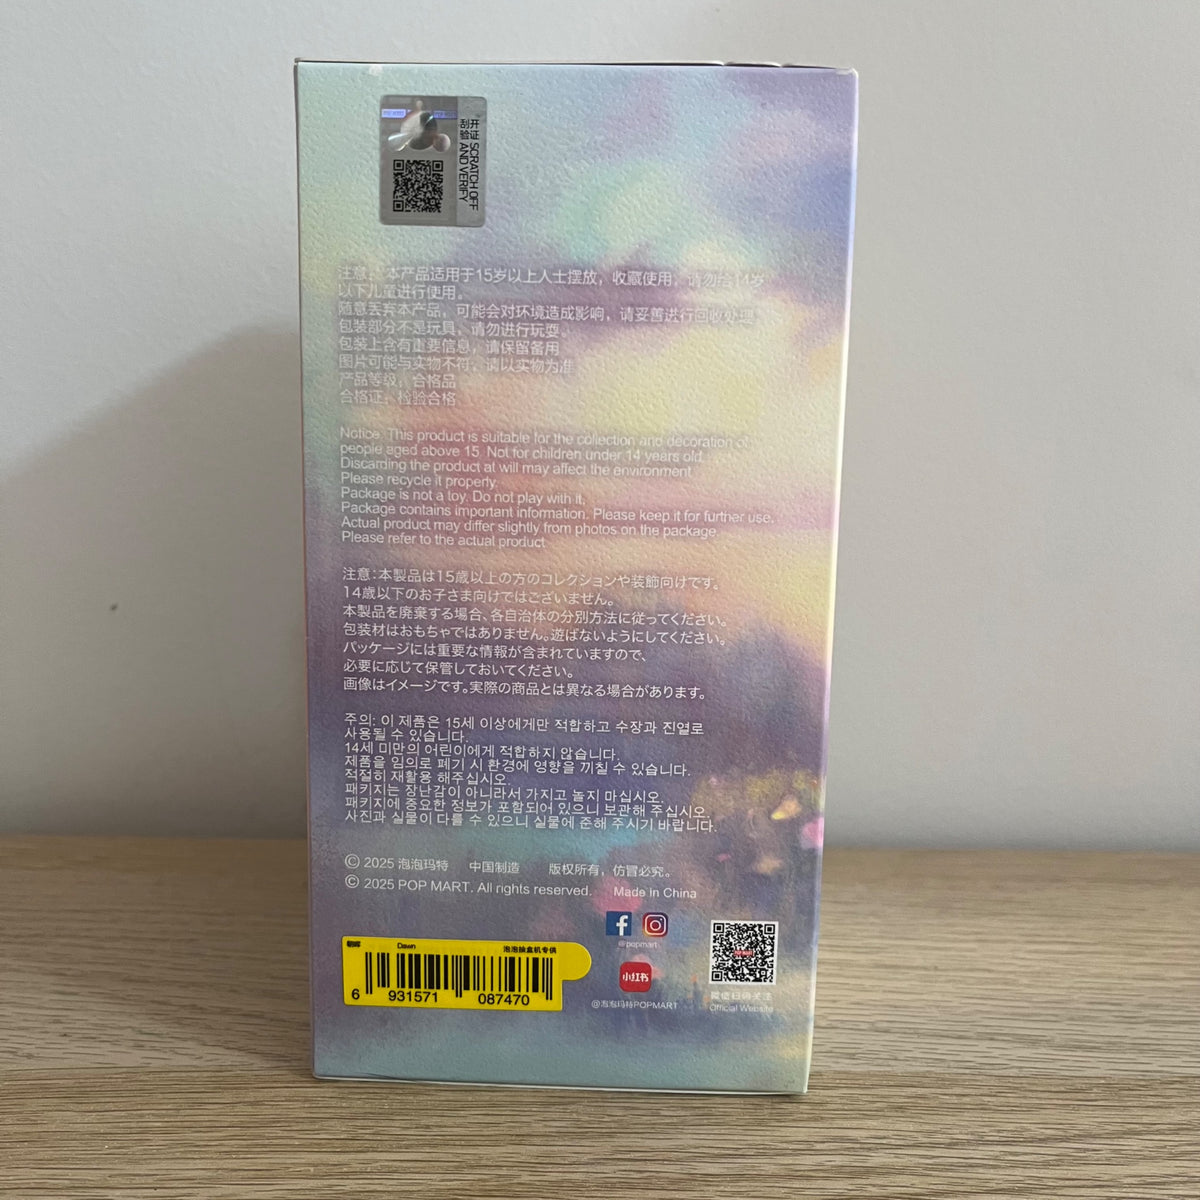 POP MART
POP MART
正品 SCRATCH OFF
验证 AND VERIFY
注意：本产品适用于15岁以上人士摆放，收藏使用，请勿给14岁
以下儿童进行使用。
随意丢弃本产品，可能会对环境造成影响，请妥善进行回收处理。
包装部分不是玩具，请勿进行玩耍。
包装上含有重要信息，请保留备用
图片可能与实物不符，请以实物为准
产品等级：合格品
合格证：检验合格
Notice: This product is suitable for the collection and decoration of
people aged above 15. Not for children under 14 years old.
Discarding the product at will may affect the environment.
Please recycle it properly.
Package is not a toy. Do not play with it.
Package contains important information. Please keep it for further use.
Actual product may differ slightly from photos on the package.
Please refer to the actual product.
注意：本製品は15歳以上の方のコレクションや装飾向けです。
14歳以下のお子さま向けではございません。
本製品を廃棄する場合、各自治体の分別方法に従ってください。
包装材はおもちゃではありません。遊ばないようにしてください。
パッケージには重要な情報が含まれていますので、
必要に応じて保管しておいてください。
画像はイメージです。実際の商品とは異なる場合があります。
주의: 이 제품은 15세 이상에게만 적합하고 수장과 진열로
사용될 수 있습니다.
14세 미만의 어린이에게 적합하지 않습니다.
제품을 임의로 폐기 시 환경에 영향을 끼칠 수 있습니다.
적절히 재활용 해주십시오.
패키지는 장난감이 아니라서 가지고 놀지 마십시오.
패키지에 중요한 정보가 포함되어 있으니 보관해 주십시오.
사진과 실물이 다를 수 있으니 실물에 준해 주시기 바랍니다.
© 2025 泡泡玛特 中国制造 版权所有，仿冒必究。
© 2025 POP MART. All rights reserved. Made in China
@popmart
小红书
@泡泡玛特POPMART
微信扫码关注
Official Website
朝晖 Dawn 泡泡抽盒机专供
6 931571 087470